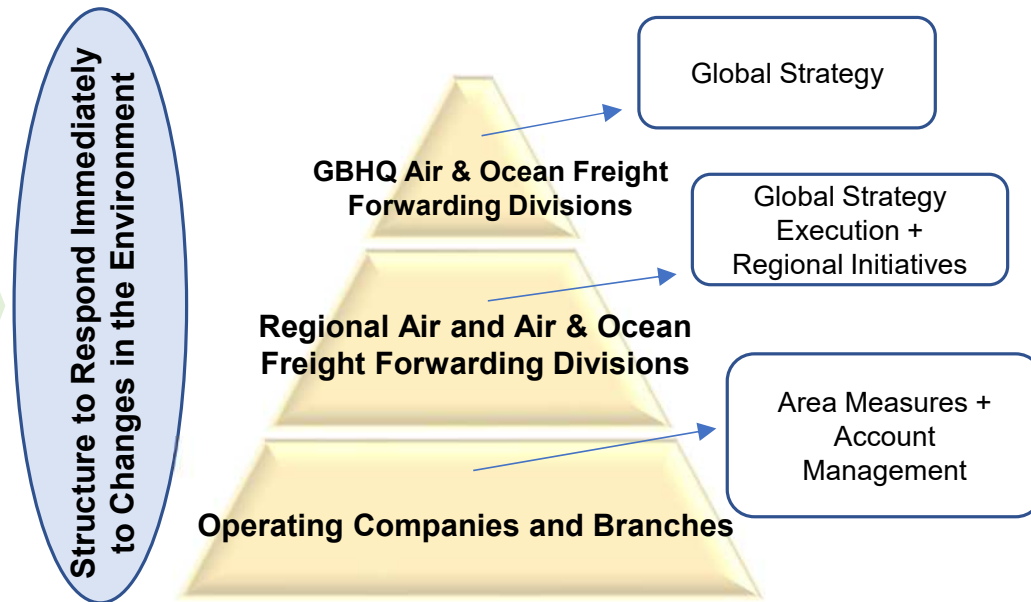 Structure to Respond Immediately
to Changes in the Environment
Global Strategy
GBHQ Air & Ocean Freight
Forwarding Divisions
Global Strategy
Execution +
Regional Initiatives
Regional Air and Air & Ocean
Freight Forwarding Divisions
Area Measures +
Account
Management
Operating Companies and Branches